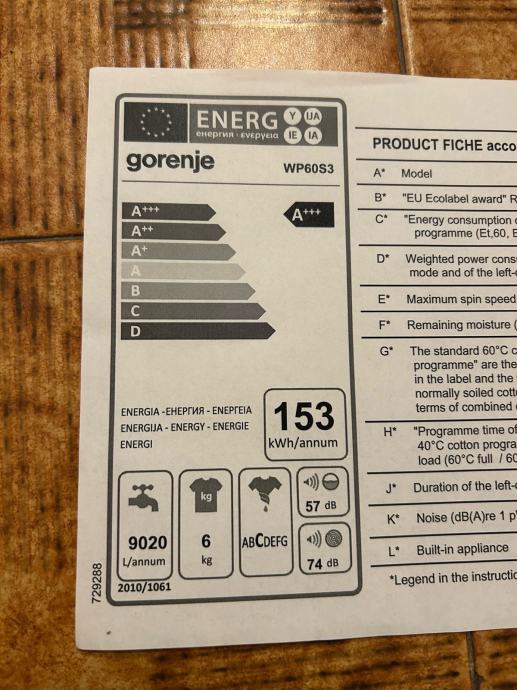 ENERG Y IJA
енергия · ενεργεια IE IA
gorenje WP60S3
A+++ A+++
A++
A+
A
B
C
D
ENERGIA -ЕНЕРГИЯ - ΕΝΕΡΓΕΙΑ
ENERGIJA - ENERGY - ENERGIE
ENERGI
153
kWh/annum
9020
L/annum
kg
6
kg
ABCDEFG
57 dB
74 dB
2010/1061
729288
PRODUCT FICHE acco
A* Model
B* "EU Ecolabel award" R
C* "Energy consumption
programme (Et,60, E
D* Weighted power cons
mode and of the left-
E* Maximum spin speed
F* Remaining moisture (
G* The standard 60°C c
programme" are the
in the label and the
normally soiled cott
terms of combined
H* "Programme time of
40°C cotton progra
load (60°C full / 60
J* Duration of the left-
K* Noise (dB(A)re 1 p
L* Built-in appliance
*Legend in the instructio